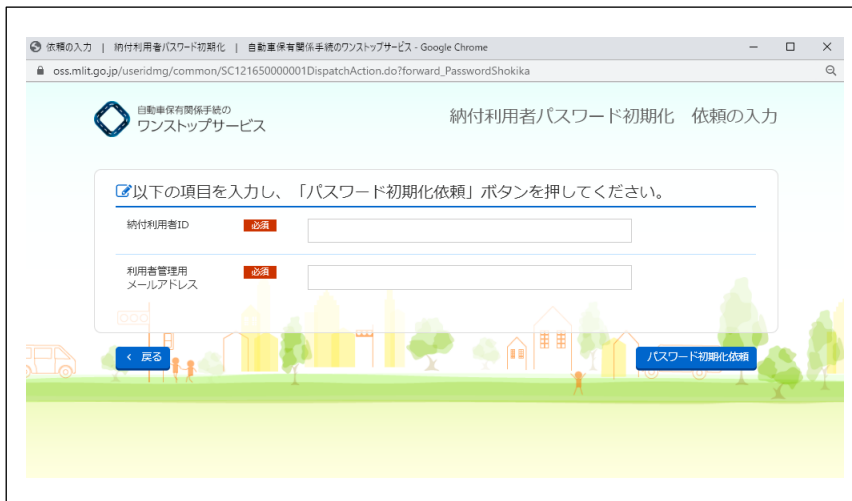 依頼の入力 | 納付利用者パスワード初期化 | 自動車保有関係手続のワンストップサービス - Google Chrome
oss.mlit.go.jp/useridmg/common/SC121650000001DispatchAction.do?forward_PasswordShokika
自動車保有関係手続の
ワンストップサービス
納付利用者パスワード初期化 依頼の入力
以下の項目を入力し、「パスワード初期化依頼」ボタンを押してください。
納付利用者ID 必須
利用者管理用 必須
メールアドレス
< 戻る パスワード初期化依頼